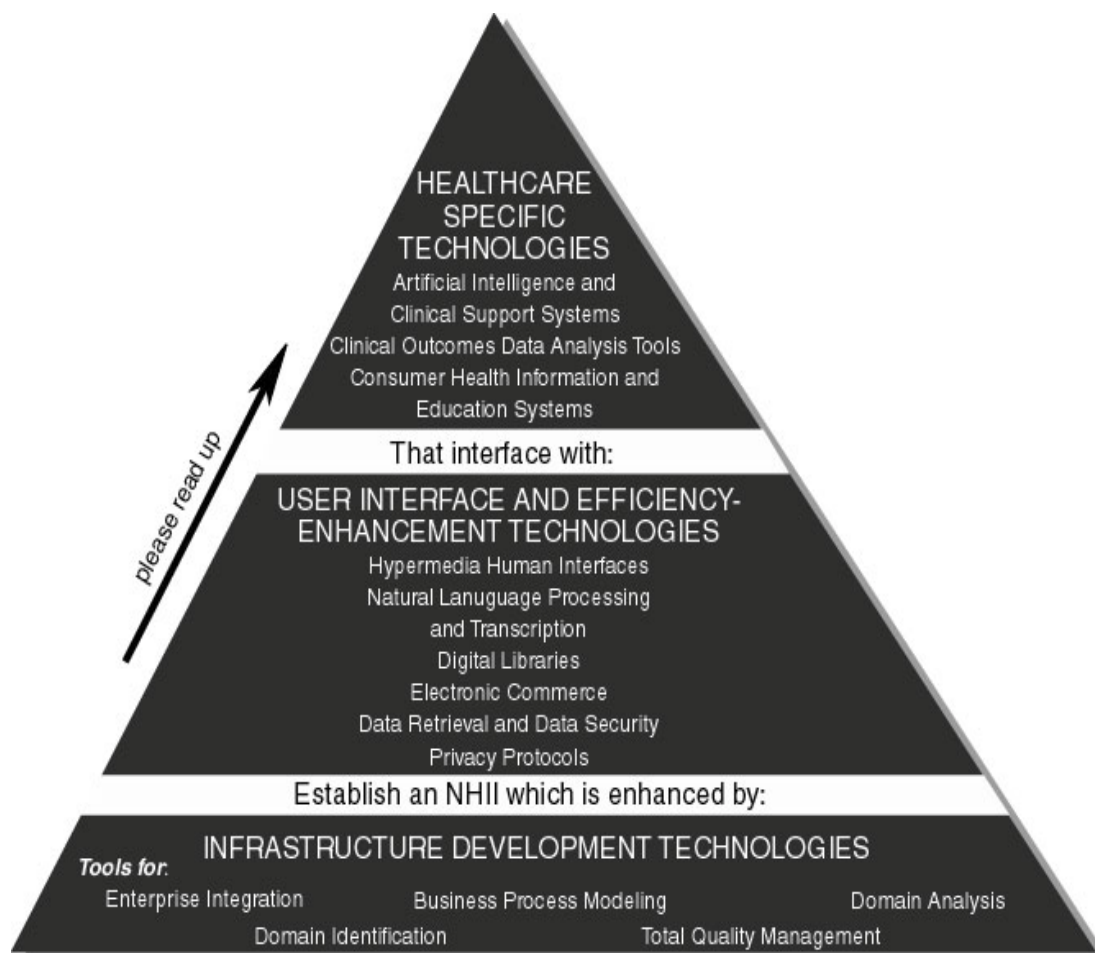 HEALTHCARE
SPECIFIC
TECHNOLOGIES
Artificial Intelligence and
Clinical Support Systems
Clinical Outcomes Data Analysis Tools
Consumer Health Information and
Education Systems
please read up
That interface with:
USER INTERFACE AND EFFICIENCY-
ENHANCEMENT TECHNOLOGIES
Hypermedia Human Interfaces
Natural Lanuguage Processing
and Transcription
Digital Libraries
Electronic Commerce
Data Retrieval and Data Security
Privacy Protocols
Establish an NHII which is enhanced by:
INFRASTRUCTURE DEVELOPMENT TECHNOLOGIES
Tools for:
Enterprise Integration Business Process Modeling Domain Analysis
Domain Identification Total Quality Management